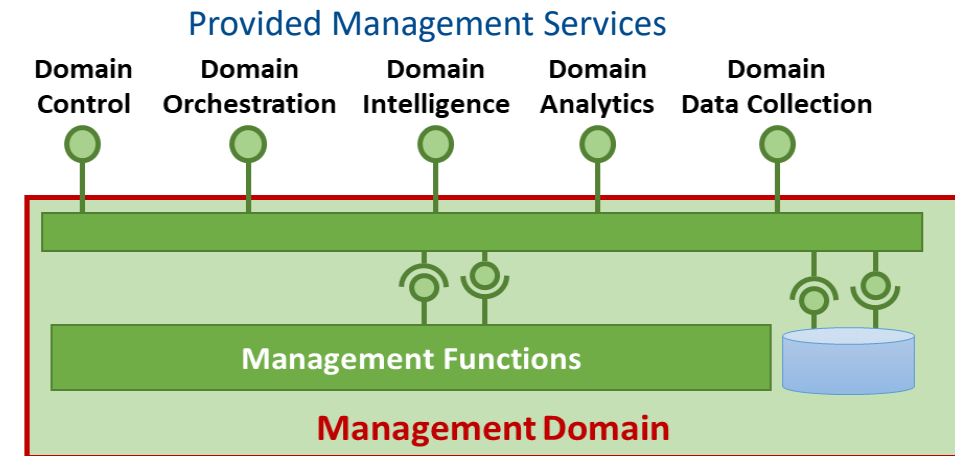 Provided Management Services
Domain Control
Domain Orchestration
Domain Intelligence
Domain Analytics
Domain Data Collection
Management Functions
Management Domain